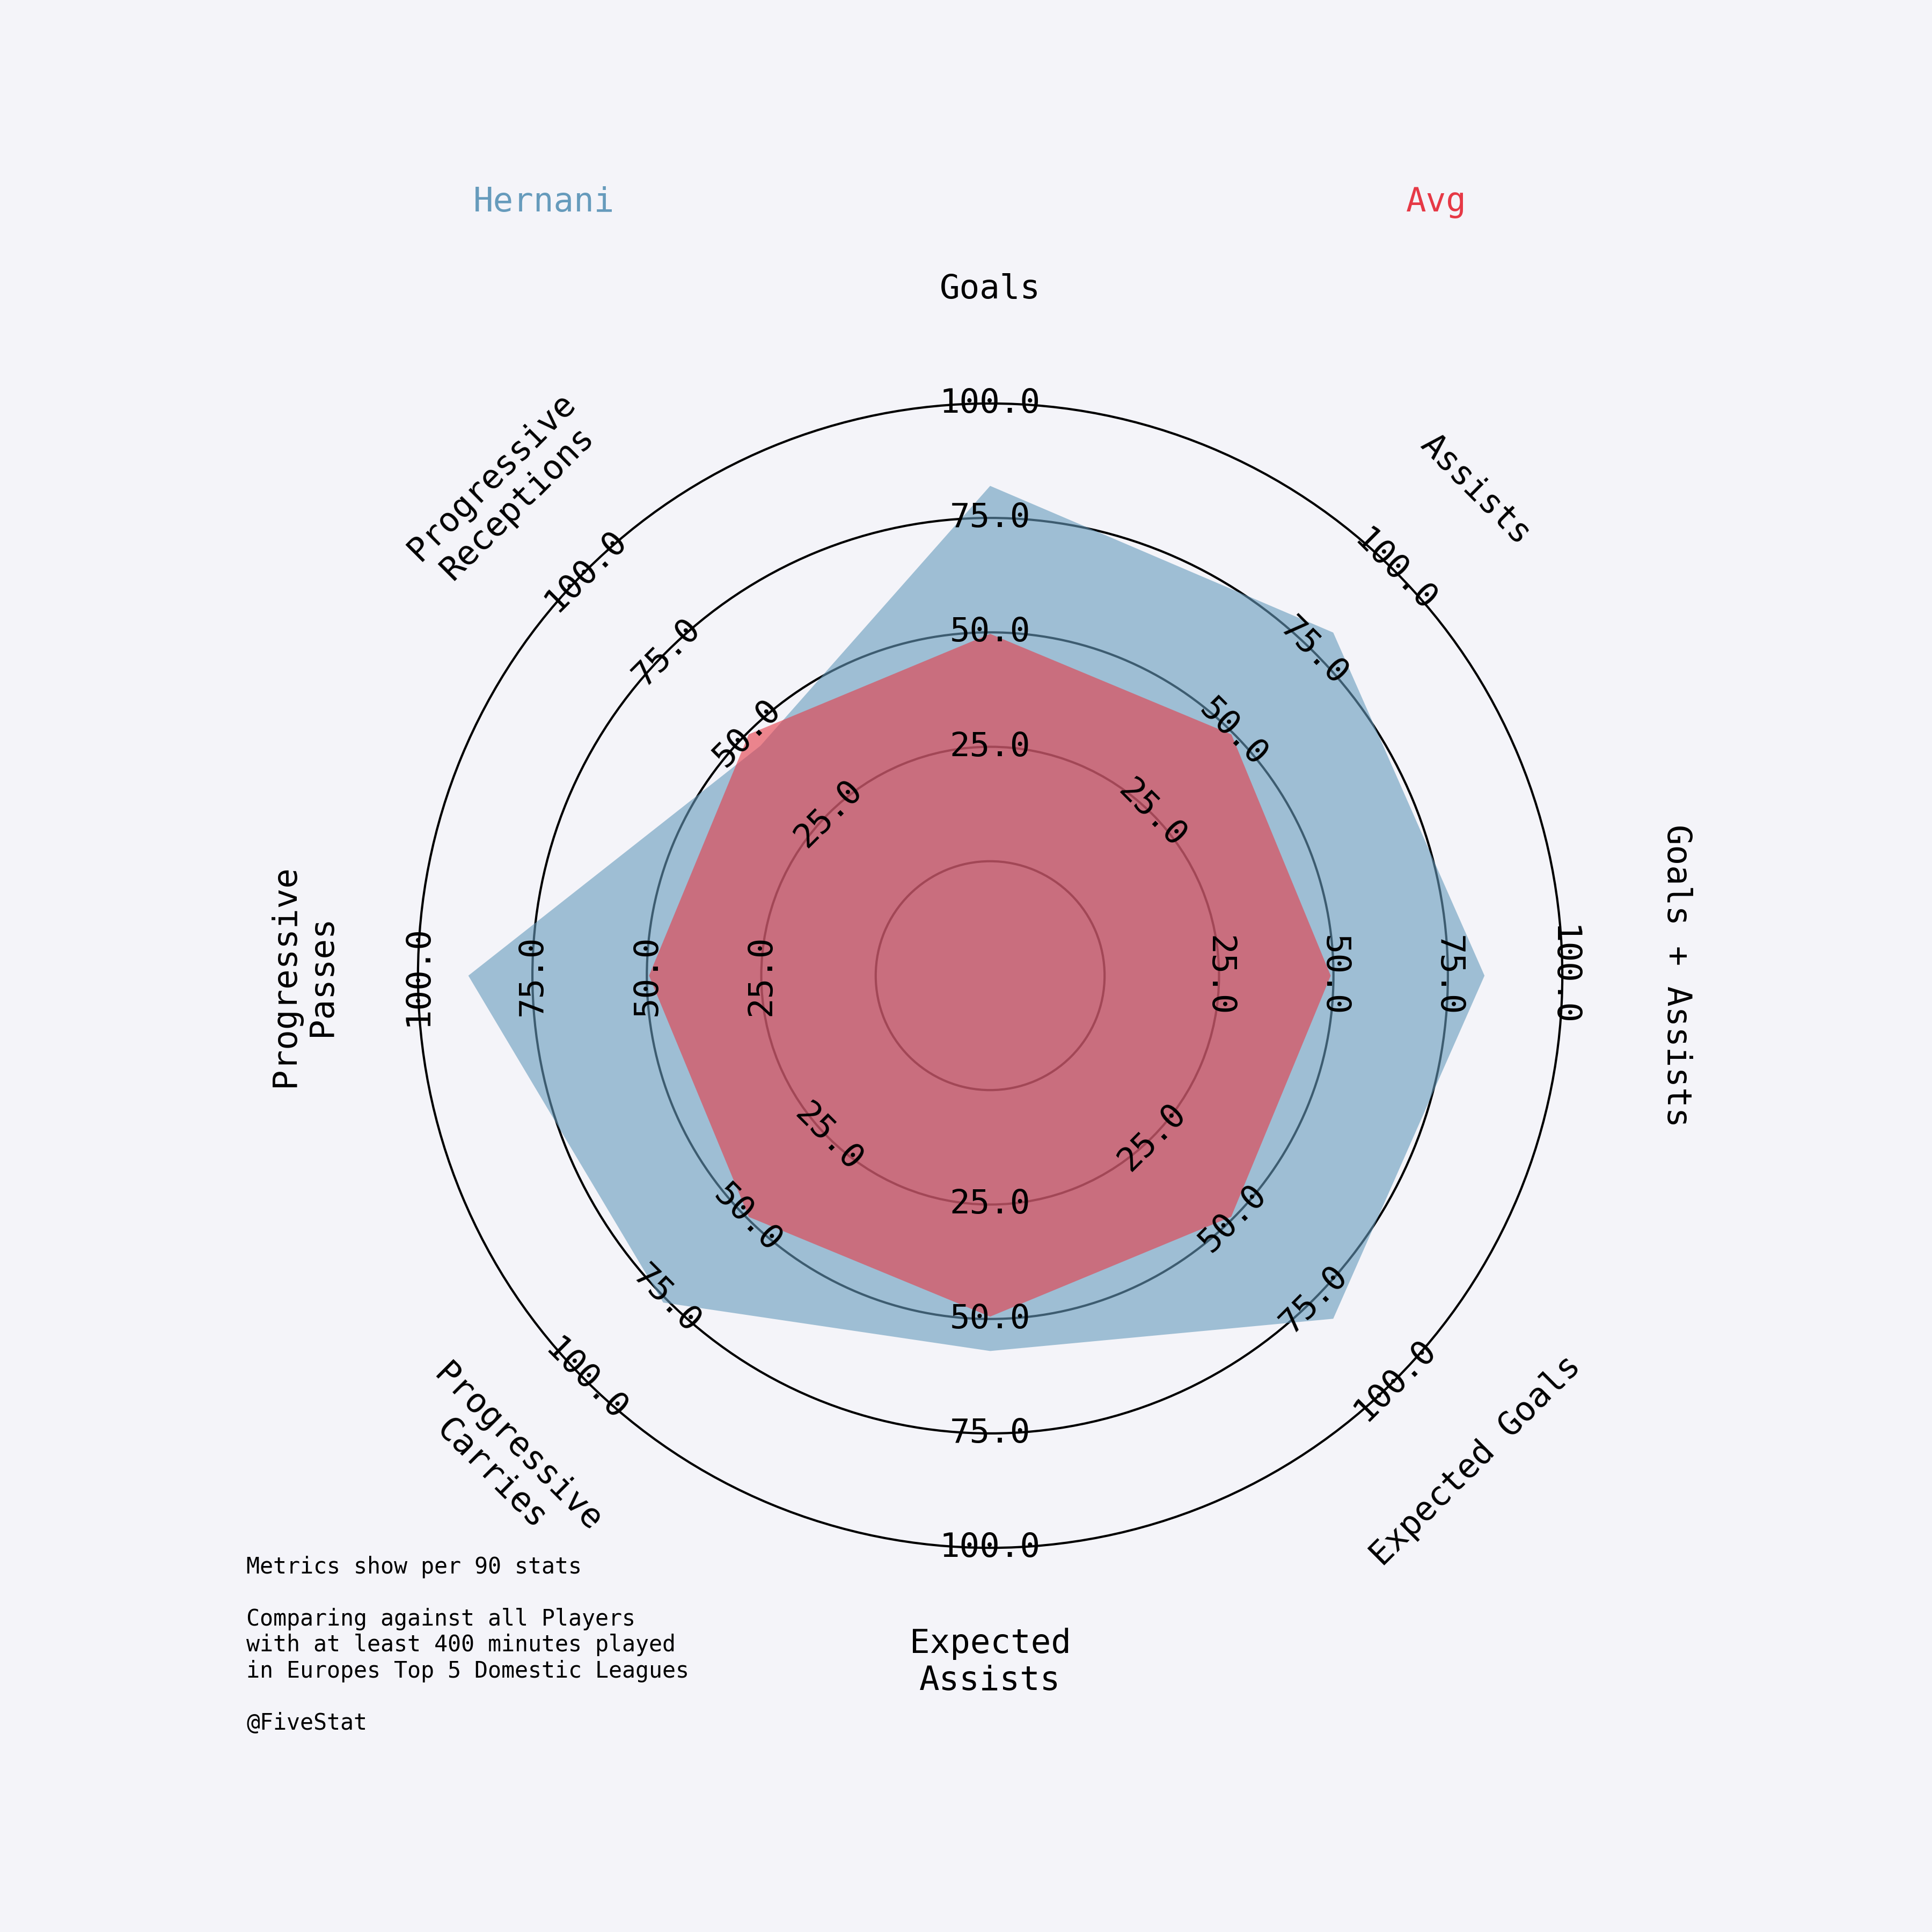 Hernani
Avg
Goals
Assists
Goals + Assists
Expected Goals
Expected
Assists
Progressive
Carries
Progressive
Passes
Progressive
Receptions
25.0
50.0
75.0
100.0
25.0
50.0
75.0
100.0
25.0
50.0
75.0
100.0
25.0
50.0
75.0
100.0
25.0
50.0
75.0
100.0
25.0
50.0
75.0
100.0
25.0
50.0
75.0
100.0
25.0
50.0
75.0
100.0
Metrics show per 90 stats
Comparing against all Players
with at least 400 minutes played
in Europes Top 5 Domestic Leagues
@FiveStat